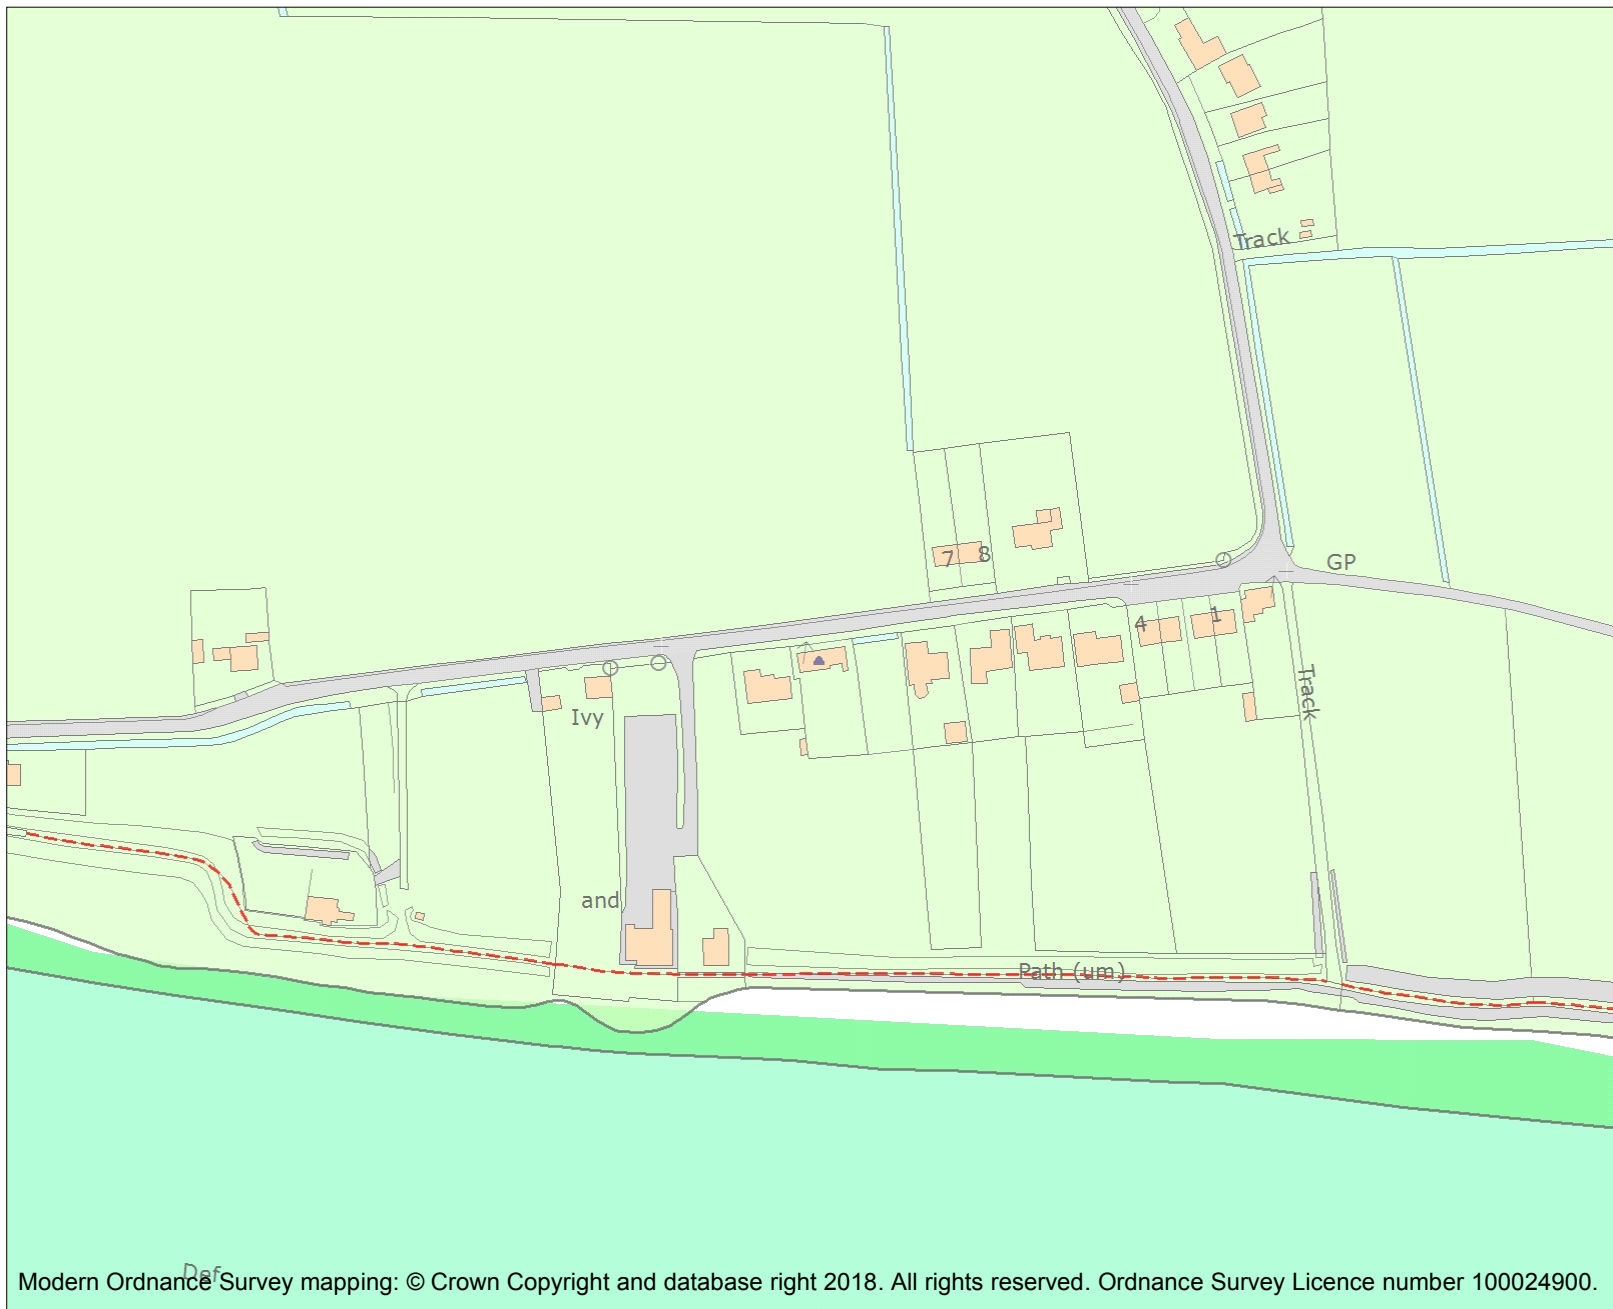 Track
7 8
GP
4 1
Track
Ivy
and
Path (um)
Def
Modern Ordnance Survey mapping: © Crown Copyright and database right 2018. All rights reserved. Ordnance Survey Licence number 100024900.